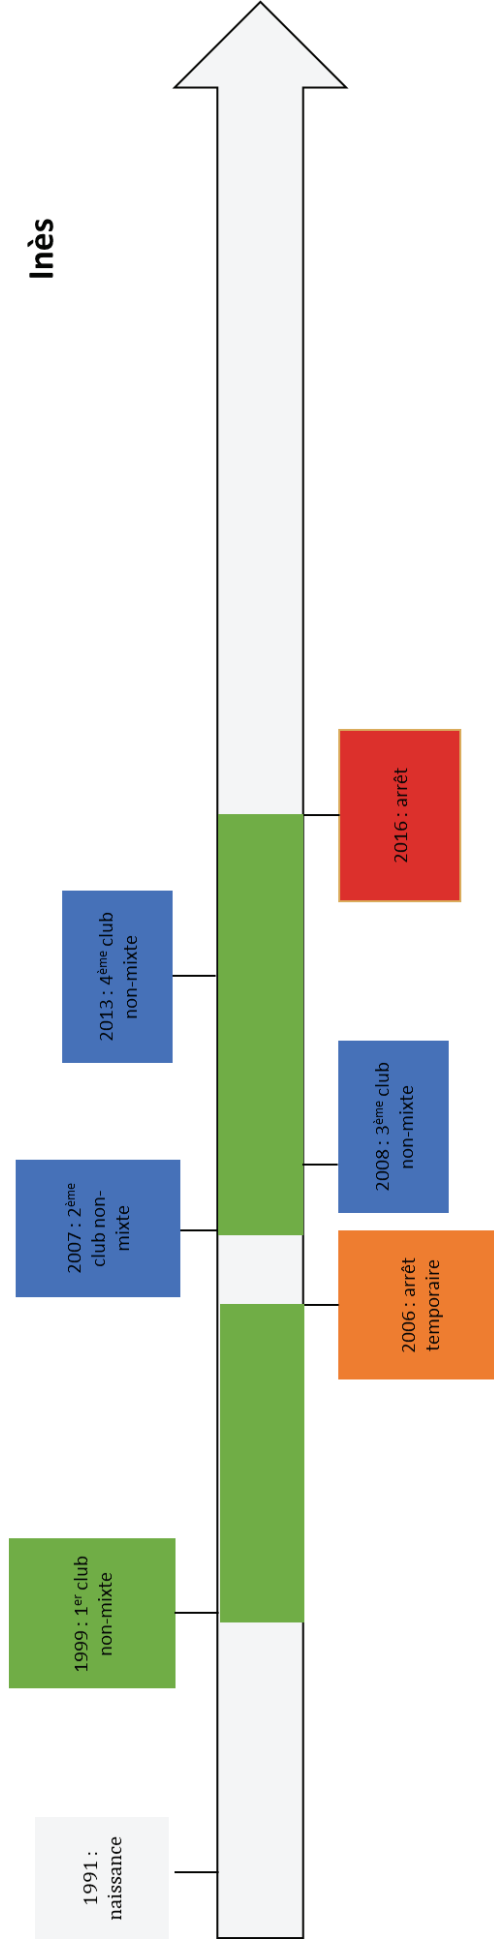 Inès
1991 :
naissance
1999 : 1er club
non-mixte
2006 : arrêt
temporaire
2007 : 2ème
club non-
mixte
2008 : 3ème club
non-mixte
2013 : 4ème club
non-mixte
2016 : arrêt